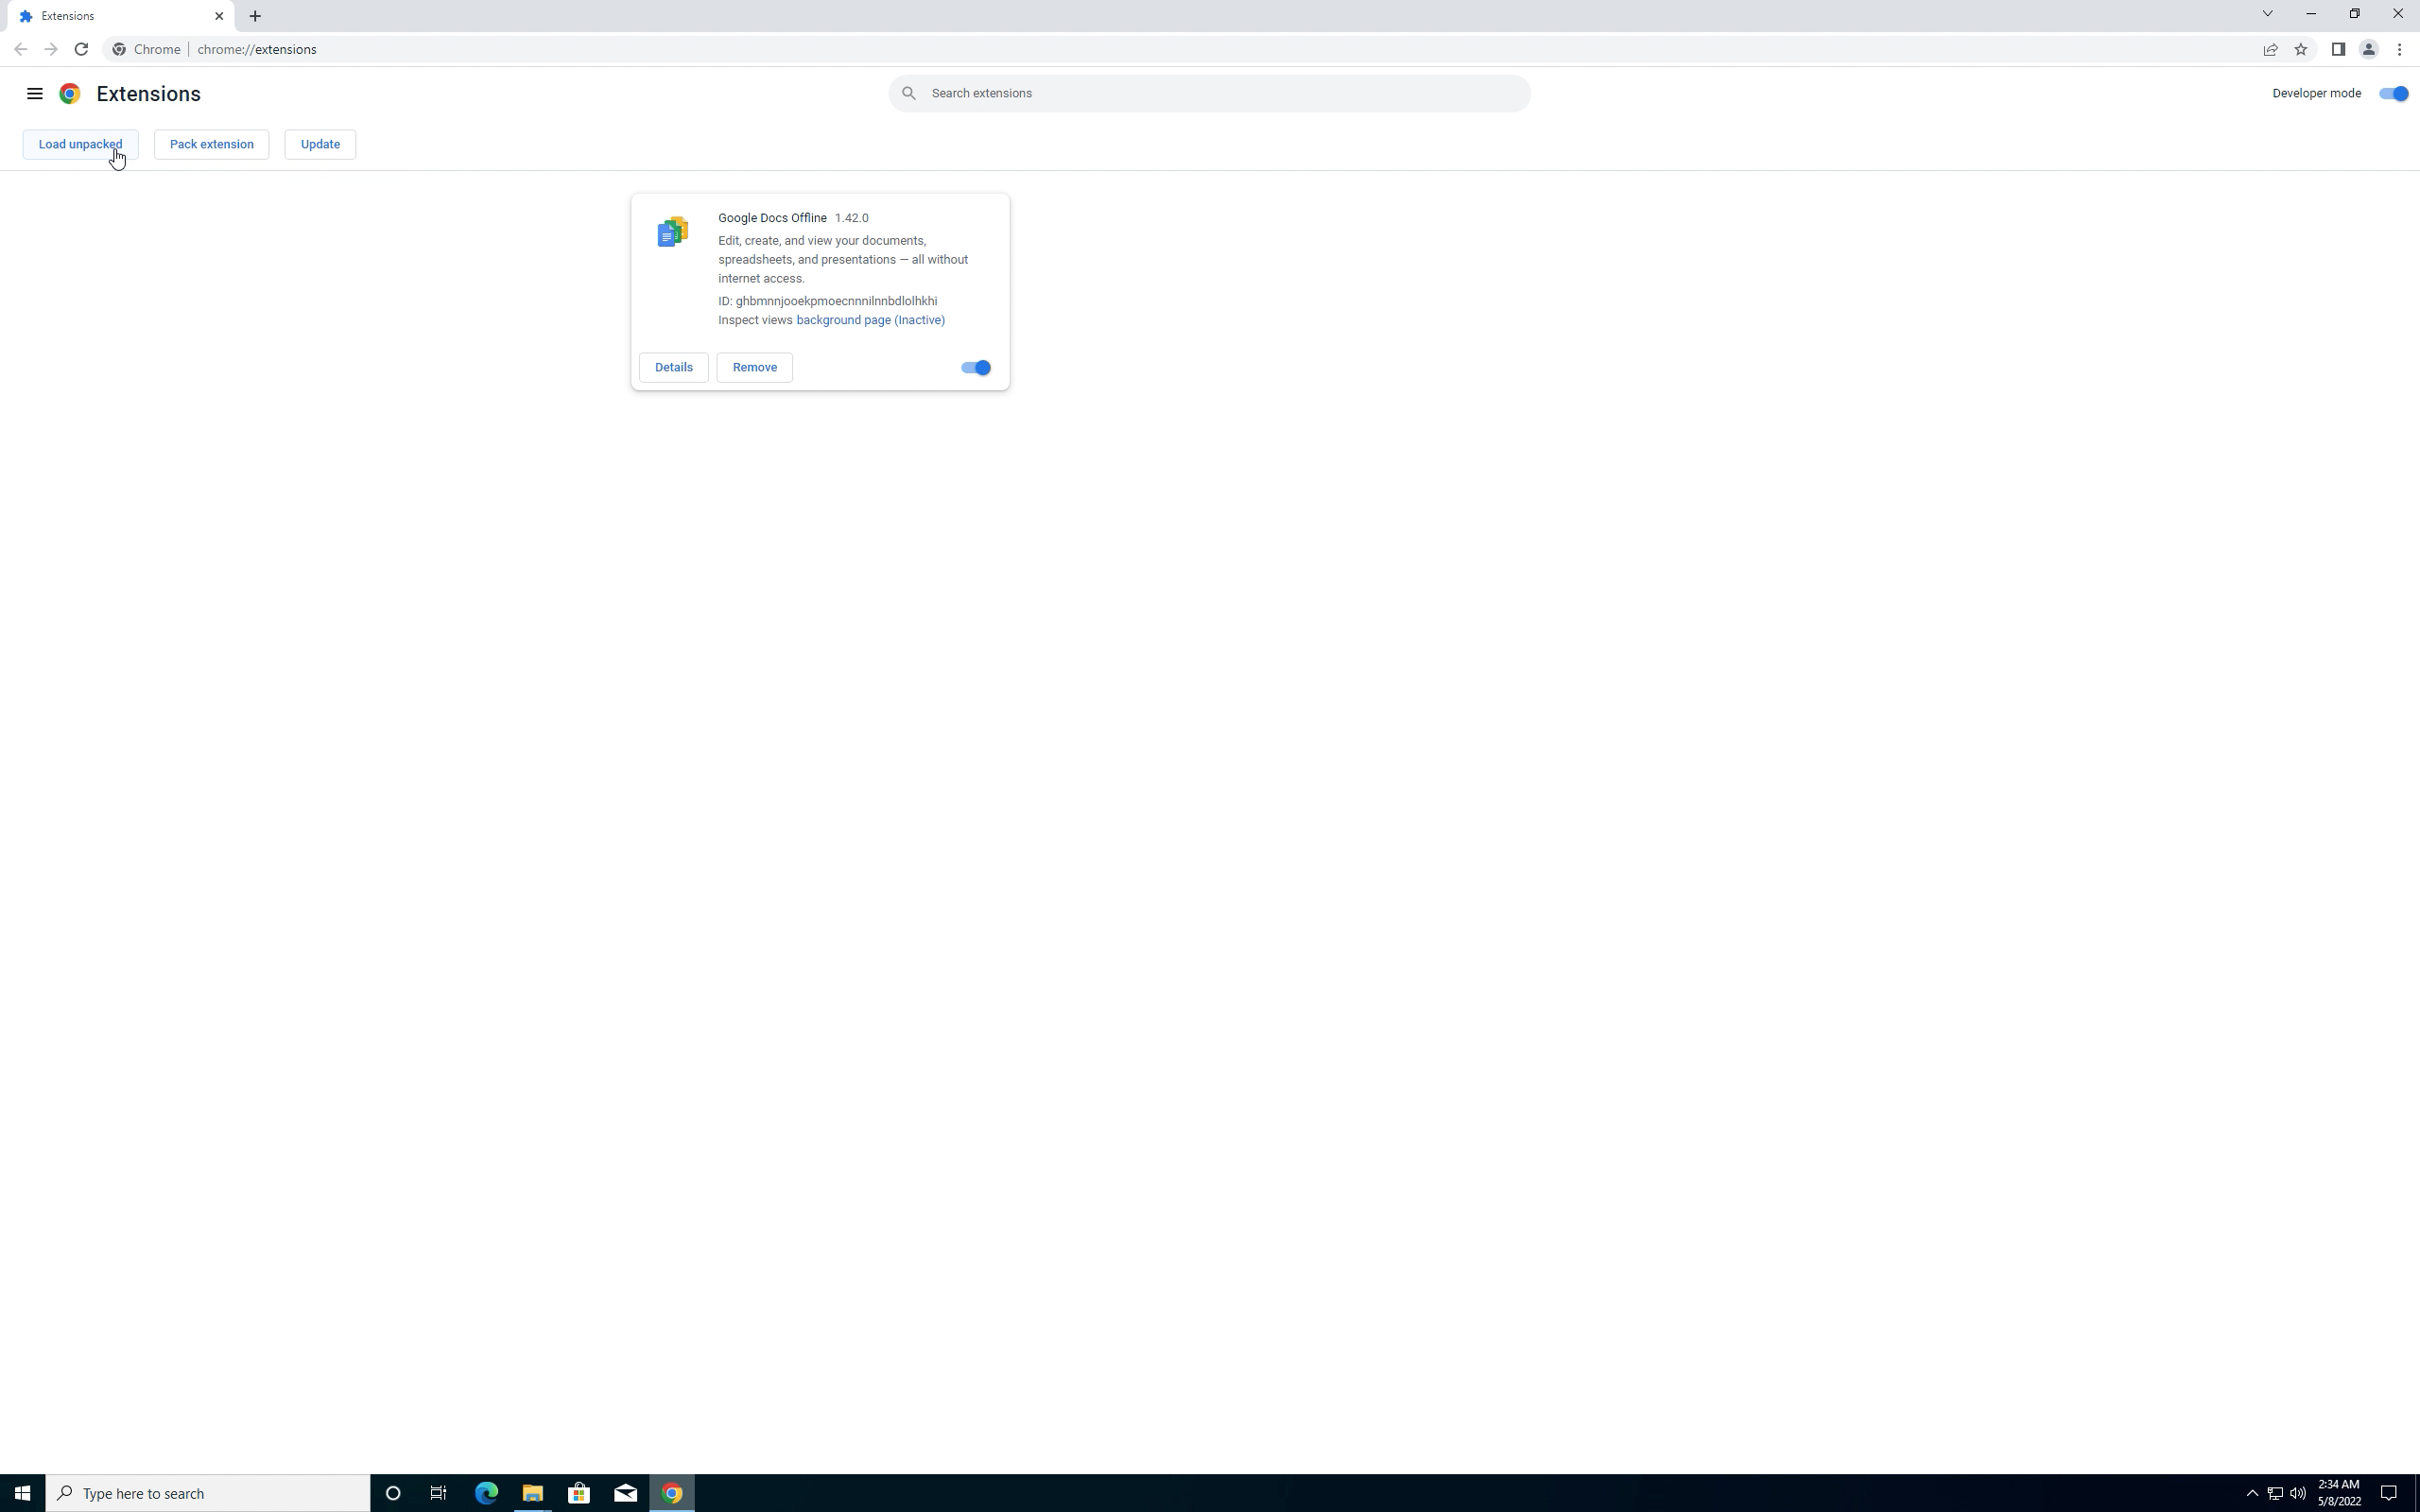 Extensions
Chrome chrome://extensions
Extensions
Search extensions
Developer mode
Load unpacked
Pack extension
Update
Google Docs Offline 1.42.0
Edit, create, and view your documents,
spreadsheets, and presentations — all without
internet access.
ID: ghbmnnjooekpmoecnnnilnnbdlolhkhi
Inspect views background page (Inactive)
Details
Remove
Type here to search
2:34 AM
5/8/2022